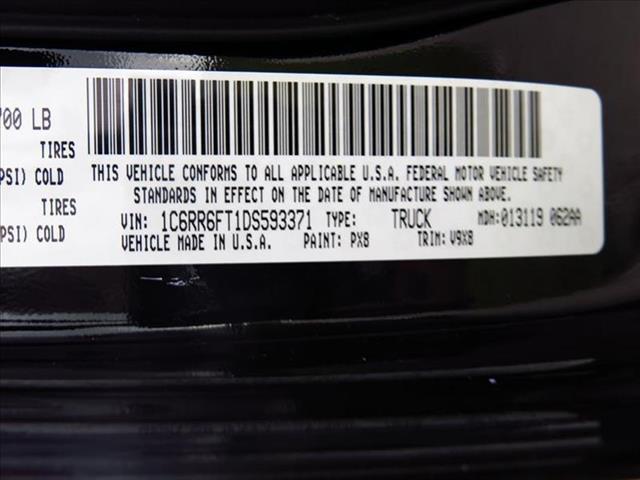 700 LB
TIRES
PSI) COLD
TIRES
PSI) COLD
THIS VEHICLE CONFORMS TO ALL APPLICABLE U.S.A. FEDERAL MOTOR VEHICLE SAFETY
STANDARDS IN EFFECT ON THE DATE OF MANUFACTURE SHOWN ABOVE.
VIN: 1C6RR6FT1DS593371 TYPE: TRUCK MDH:013119 062AA
VEHICLE MADE IN U.S.A. PAINT: PX8 TRIM: V9X8